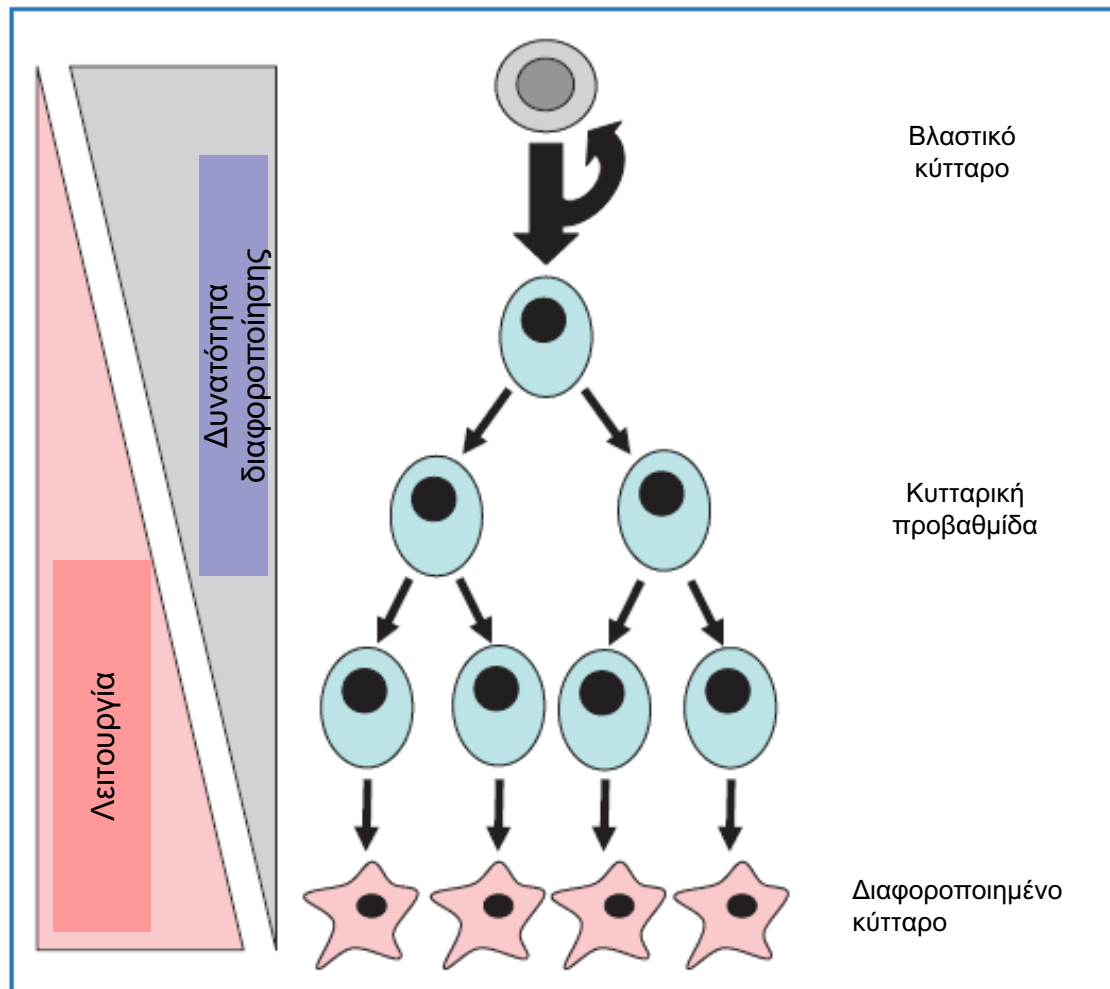 Βλαστικό
κύτταρο
Δυνατότητα
διαφοροποίησης
Κυτταρική
προβαθμίδα
Λειτουργία
Διαφοροποιημένο
κύτταρο